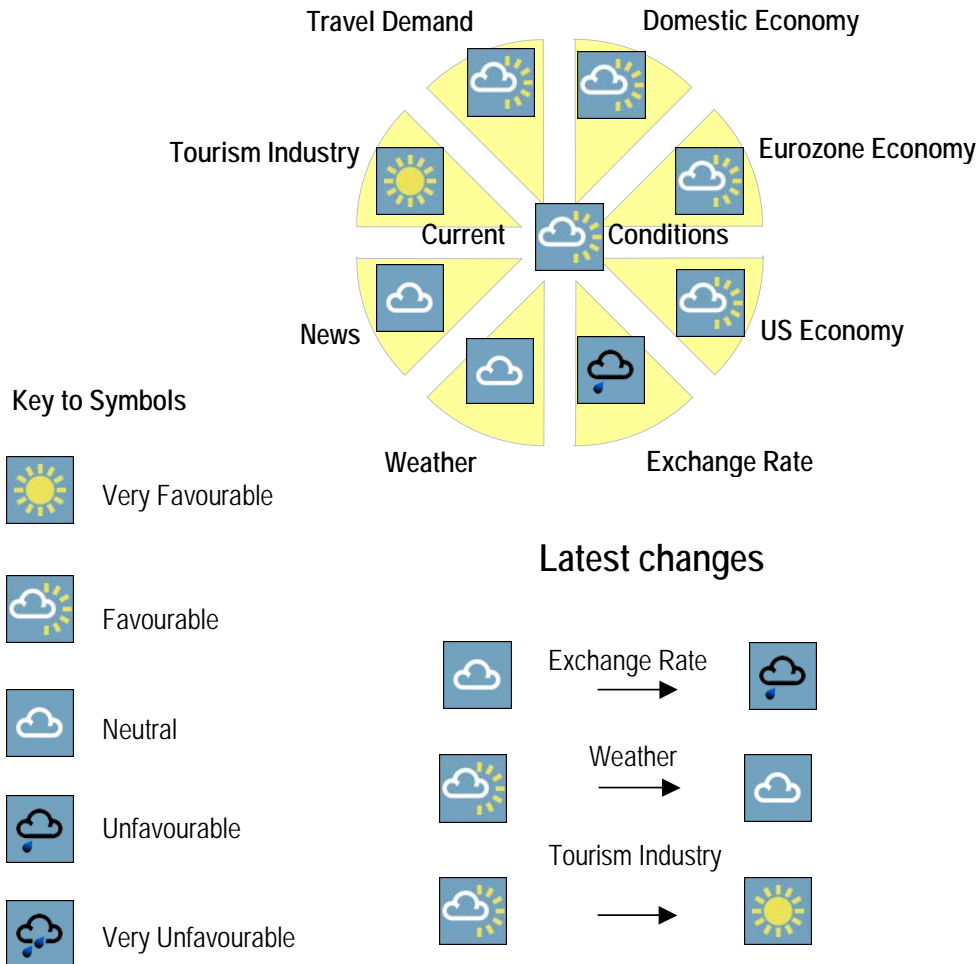 Travel Demand
Domestic Economy
Tourism Industry
Eurozone Economy
Current
Conditions
News
US Economy
Weather
Exchange Rate
Key to Symbols
Very Favourable
Favourable
Neutral
Unfavourable
Very Unfavourable
Latest changes
Exchange Rate
Weather
Tourism Industry